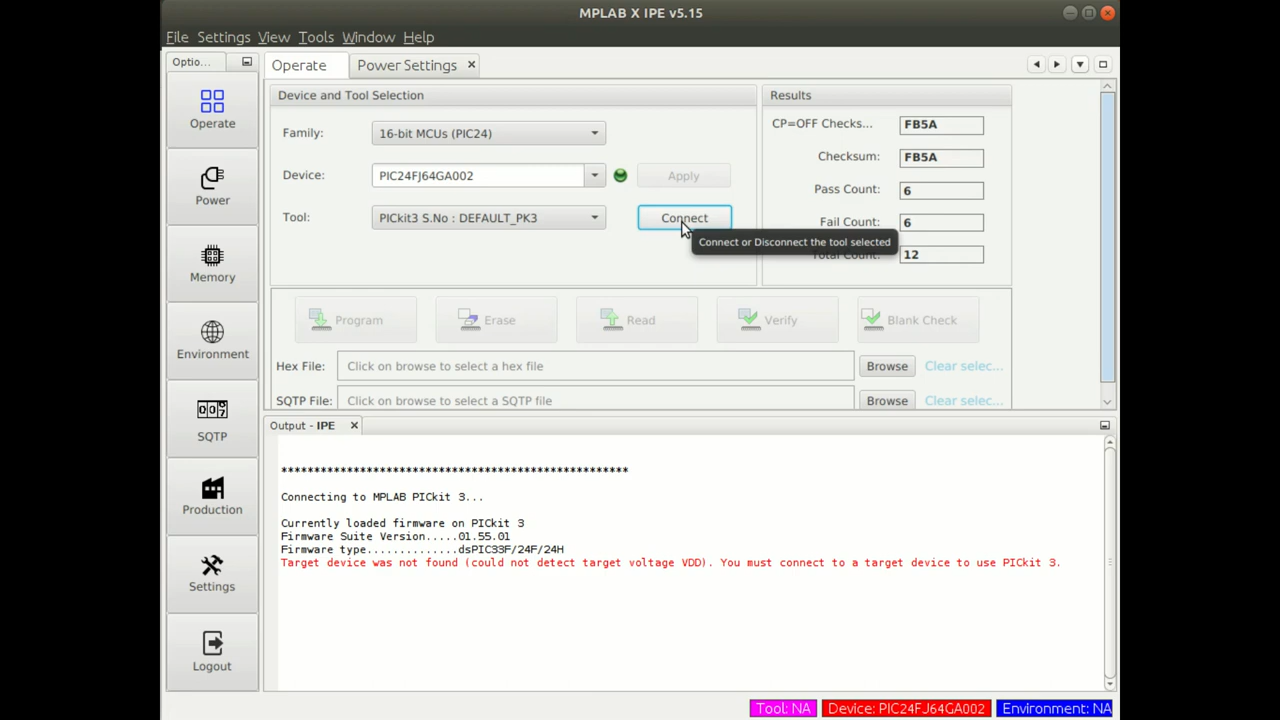 MPLAB X IPE v5.15
File Settings View Tools Window Help
Optio...
Operate
Power Settings
Operate
Power
Memory
Environment
SQTP
Production
Settings
Logout
Device and Tool Selection
Family: 16-bit MCUs (PIC24)
Device: PIC24FJ64GA002 Apply
Tool: PICkit3 S.No : DEFAULT_PK3 Connect
Connect or Disconnect the tool selected
Results
CP=OFF Checks... FB5A
Checksum: FB5A
Pass Count: 6
Fail Count: 6
Total Count: 12
Program Erase Read Verify Blank Check
Hex File: Click on browse to select a hex file Browse Clear selec...
SQTP File: Click on browse to select a SQTP file Browse Clear selec...
Output - IPE
*****************************************************
Connecting to MPLAB PICkit 3...
Currently loaded firmware on PICkit 3
Firmware Suite Version.....01.55.01
Firmware type..............dsPIC33F/24F/24H
Target device was not found (could not detect target voltage VDD). You must connect to a target device to use PICkit 3.
Tool: NA Device: PIC24FJ64GA002 Environment: NA